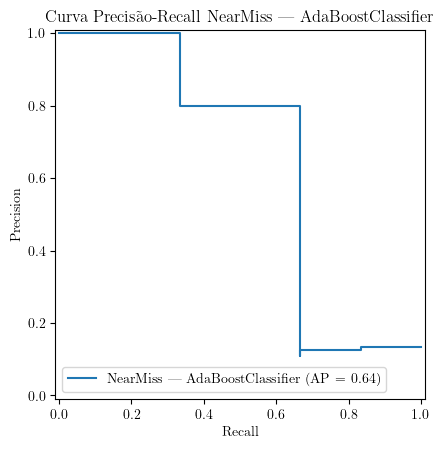 Curva Precisão-Recall NearMiss — AdaBoostClassifier
1.0
0.8
0.6
0.4
0.2
0.0
Precision
NearMiss — AdaBoostClassifier (AP = 0.64)
0.0 0.2 0.4 0.6 0.8 1.0
Recall